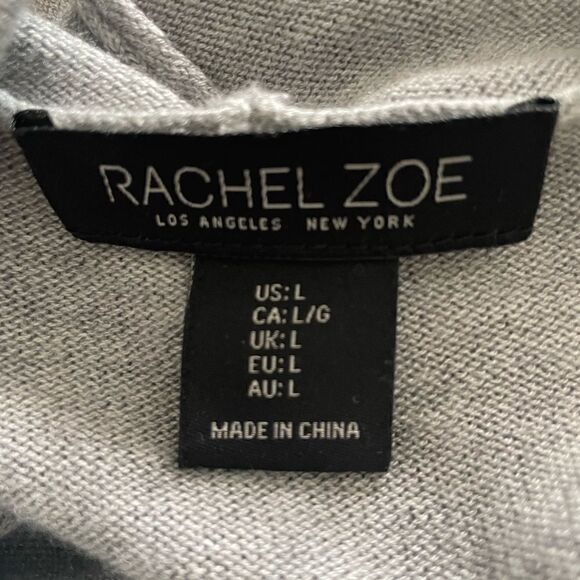 RACHEL ZOE
LOS ANGELES NEW YORK
US: L
CA: L/G
UK: L
EU: L
AU: L
MADE IN CHINA